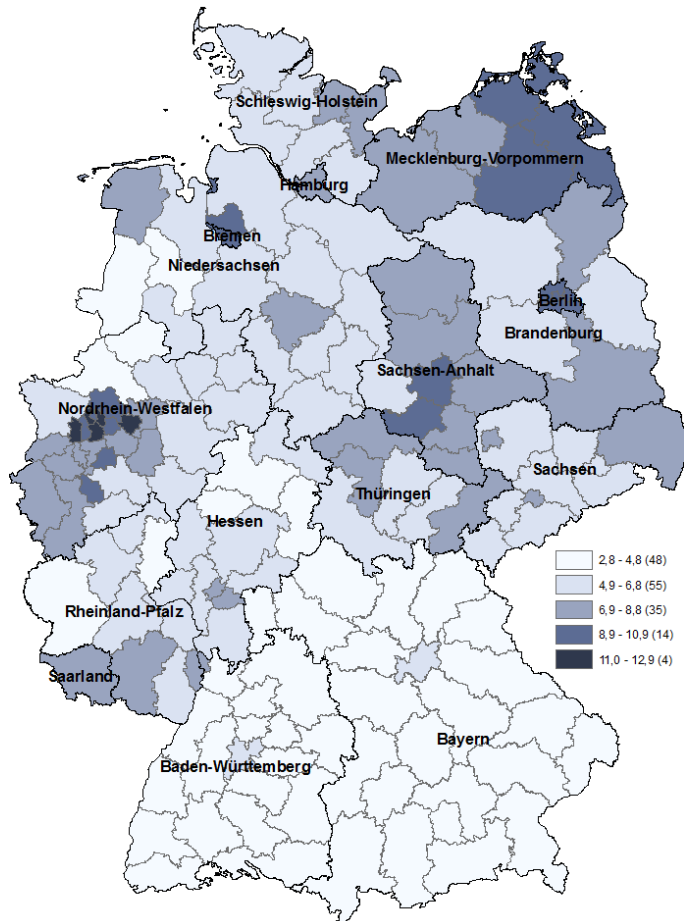 Schleswig-Holstein
Mecklenburg-Vorpommern
Hamburg
Bremen
Niedersachsen
Berlin
Brandenburg
Sachsen-Anhalt
Nordrhein-Westfalen
Sachsen
Thüringen
Hessen
2,8 - 4,8 (48)
4,9 - 6,8 (55)
6,9 - 8,8 (35)
8,9 - 10,9 (14)
11,0 - 12,9 (4)
Rheinland-Pfalz
Saarland
Bayern
Baden-Württemberg